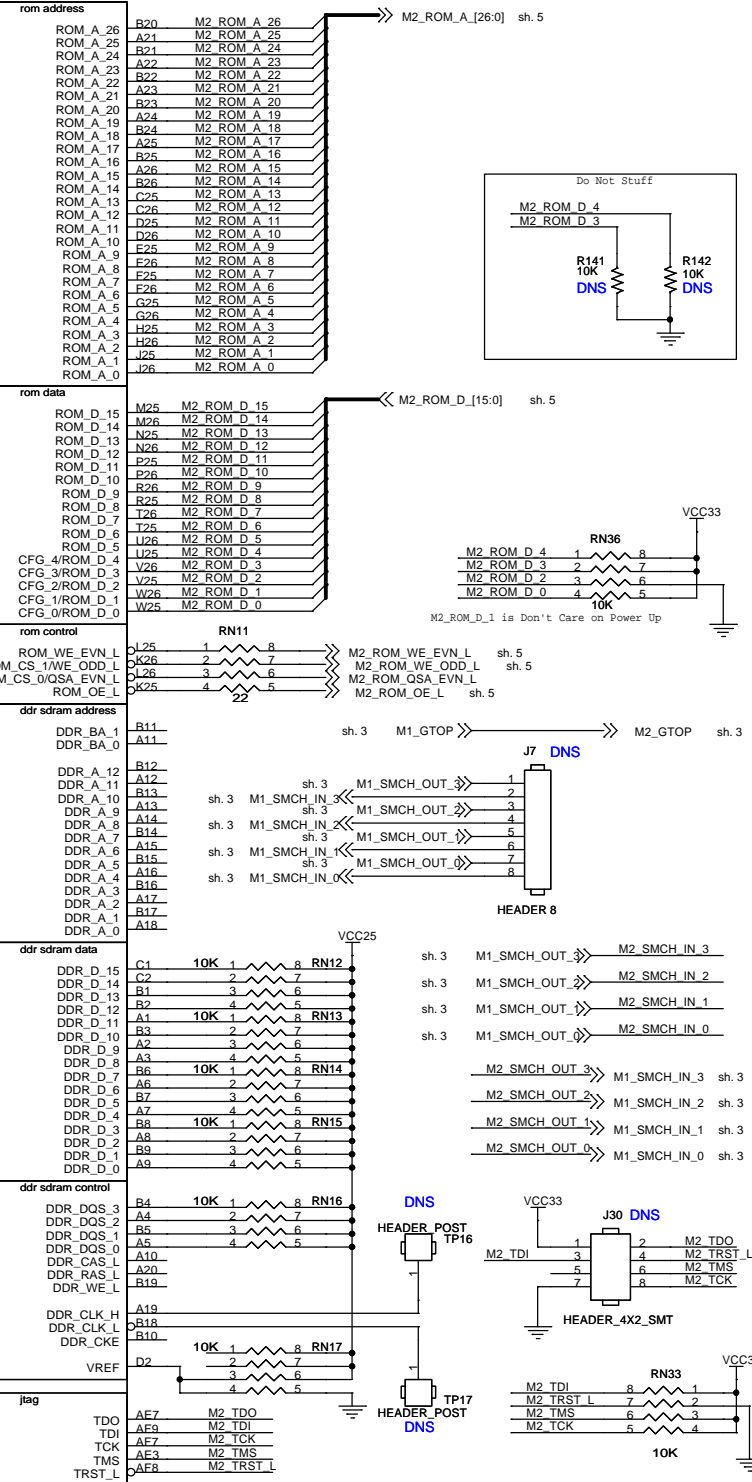 rom address
ROM_A_26 B20 M2_ROM_A_26
ROM_A_25 A21 M2_ROM_A_25
ROM_A_24 B21 M2_ROM_A_24
ROM_A_23 A22 M2_ROM_A_23
ROM_A_22 B22 M2_ROM_A_22
ROM_A_21 A23 M2_ROM_A_21
ROM_A_20 B23 M2_ROM_A_20
ROM_A_19 A24 M2_ROM_A_19
ROM_A_18 B24 M2_ROM_A_18
ROM_A_17 A25 M2_ROM_A_17
ROM_A_16 B25 M2_ROM_A_16
ROM_A_15 A26 M2_ROM_A_15
ROM_A_14 B26 M2_ROM_A_14
ROM_A_13 C25 M2_ROM_A_13
ROM_A_12 C26 M2_ROM_A_12
ROM_A_11 D25 M2_ROM_A_11
ROM_A_10 D26 M2_ROM_A_10
ROM_A_9 E25 M2_ROM_A_9
ROM_A_8 E26 M2_ROM_A_8
ROM_A_7 F25 M2_ROM_A_7
ROM_A_6 F26 M2_ROM_A_6
ROM_A_5 G25 M2_ROM_A_5
ROM_A_4 G26 M2_ROM_A_4
ROM_A_3 H25 M2_ROM_A_3
ROM_A_2 H26 M2_ROM_A_2
ROM_A_1 J25 M2_ROM_A_1
ROM_A_0 J26 M2_ROM_A_0
M2_ROM_A_[26:0] sh. 5
Do Not Stuff
M2_ROM_D_4
M2_ROM_D_3
R141 R142
10K 10K
DNS DNS
rom data
ROM_D_15 M25 M2_ROM_D_15
ROM_D_14 M26 M2_ROM_D_14
ROM_D_13 N25 M2_ROM_D_13
ROM_D_12 N26 M2_ROM_D_12
ROM_D_11 P25 M2_ROM_D_11
ROM_D_10 P26 M2_ROM_D_10
ROM_D_9 R26 M2_ROM_D_9
ROM_D_8 R25 M2_ROM_D_8
ROM_D_7 T26 M2_ROM_D_7
ROM_D_6 T25 M2_ROM_D_6
ROM_D_5 U26 M2_ROM_D_5
CFG_4/ROM_D_4 U25 M2_ROM_D_4
CFG_3/ROM_D_3 V26 M2_ROM_D_3
CFG_2/ROM_D_2 V25 M2_ROM_D_2
CFG_1/ROM_D_1 W26 M2_ROM_D_1
CFG_0/ROM_D_0 W25 M2_ROM_D_0
M2_ROM_D_[15:0] sh. 5
VCC33
RN36
M2_ROM_D_4 1 8
M2_ROM_D_3 2 7
M2_ROM_D_2 3 6
M2_ROM_D_0 4 5
10K
M2_ROM_D_1 is Don't Care on Power Up
rom control
RN11
ROM_WE_EVN_L L25 1 8 M2_ROM_WE_EVN_L sh. 5
M_CS_1/WE_ODD_L K26 2 7 M2_ROM_WE_ODD_L sh. 5
M_CS_0/QSA_EVN_L L26 3 6 M2_ROM_QSA_EVN_L
ROM_OE_L K25 4 5 M2_ROM_OE_L sh. 5
22
ddr sdram address
DDR_BA_1 B11
DDR_BA_0 A11
DDR_A_12 B12
DDR_A_11 A12
DDR_A_10 B13
DDR_A_9 A13
DDR_A_8 A14
DDR_A_7 B14
DDR_A_6 A15
DDR_A_5 B15
DDR_A_4 A16
DDR_A_3 B16
DDR_A_2 A17
DDR_A_1 B17
DDR_A_0 A18
sh. 3 M1_GTOP M2_GTOP sh. 3
J7 DNS
sh. 3 M1_SMCH_OUT_3 1
sh. 3 M1_SMCH_IN_3 2
sh. 3 M1_SMCH_OUT_2 3
sh. 3 M1_SMCH_IN_2 4
sh. 3 M1_SMCH_OUT_1 5
sh. 3 M1_SMCH_IN_1 6
sh. 3 M1_SMCH_OUT_0 7
sh. 3 M1_SMCH_IN_0 8
HEADER 8
VCC25
ddr sdram data
DDR_D_15 C1 10K 1 8 RN12
DDR_D_14 C2 2 7
DDR_D_13 B1 3 6
DDR_D_12 B2 4 5
DDR_D_11 A1 10K 1 8 RN13
DDR_D_10 B3 2 7
DDR_D_9 A2 3 6
DDR_D_8 A3 4 5
DDR_D_7 B6 10K 1 8 RN14
DDR_D_6 A6 2 7
DDR_D_5 B7 3 6
DDR_D_4 A7 4 5
DDR_D_3 B8 10K 1 8 RN15
DDR_D_2 A8 2 7
DDR_D_1 B9 3 6
DDR_D_0 A9 4 5
sh. 3 M1_SMCH_OUT_3 M2_SMCH_IN_3
sh. 3 M1_SMCH_OUT_2 M2_SMCH_IN_2
sh. 3 M1_SMCH_OUT_1 M2_SMCH_IN_1
sh. 3 M1_SMCH_OUT_0 M2_SMCH_IN_0
M2_SMCH_OUT_3 M1_SMCH_IN_3 sh. 3
M2_SMCH_OUT_2 M1_SMCH_IN_2 sh. 3
M2_SMCH_OUT_1 M1_SMCH_IN_1 sh. 3
M2_SMCH_OUT_0 M1_SMCH_IN_0 sh. 3
ddr sdram control
DDR_DQS_3 B4 10K 1 8 RN16
DDR_DQS_2 A4 2 7
DDR_DQS_1 B5 3 6
DDR_DQS_0 A5 4 5
DDR_CAS_L A10
DDR_RAS_L A20
DDR_WE_L B19
DDR_CLK_H A19
DDR_CLK_L B18
DDR_CKE B10
VREF D2
10K 1 8 RN17
2 7
3 6
4 5
DNS
HEADER_POST
TP16
1
1
TP17
HEADER_POST
DNS
VCC33
J30 DNS
1 2 M2_TDO
M2_TDI 3 4 M2_TRST_L
5 6 M2_TMS
7 8 M2_TCK
HEADER_4X2_SMT
VCC3
RN33
M2_TDI 8 1
M2_TRST_L 7 2
M2_TMS 6 3
M2_TCK 5 4
10K
jtag
TDO AE7 M2_TDO
TDI AF9 M2_TDI
TCK AF7 M2_TCK
TMS AE3 M2_TMS
TRST_L AF8 M2_TRST_L